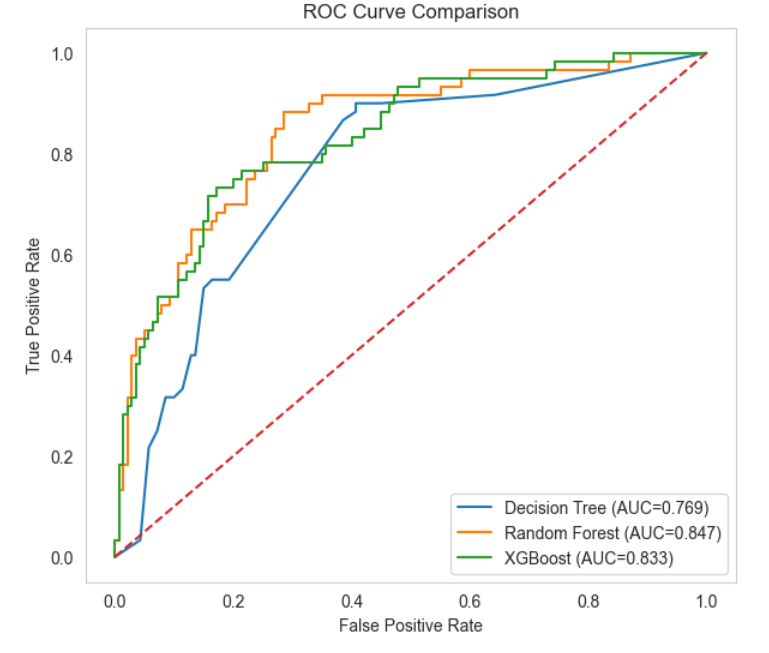 ROC Curve Comparison
1.0
0.8
0.6
0.4
0.2
0.0
True Positive Rate
Decision Tree (AUC=0.769)
Random Forest (AUC=0.847)
XGBoost (AUC=0.833)
0.0 0.2 0.4 0.6 0.8 1.0
False Positive Rate